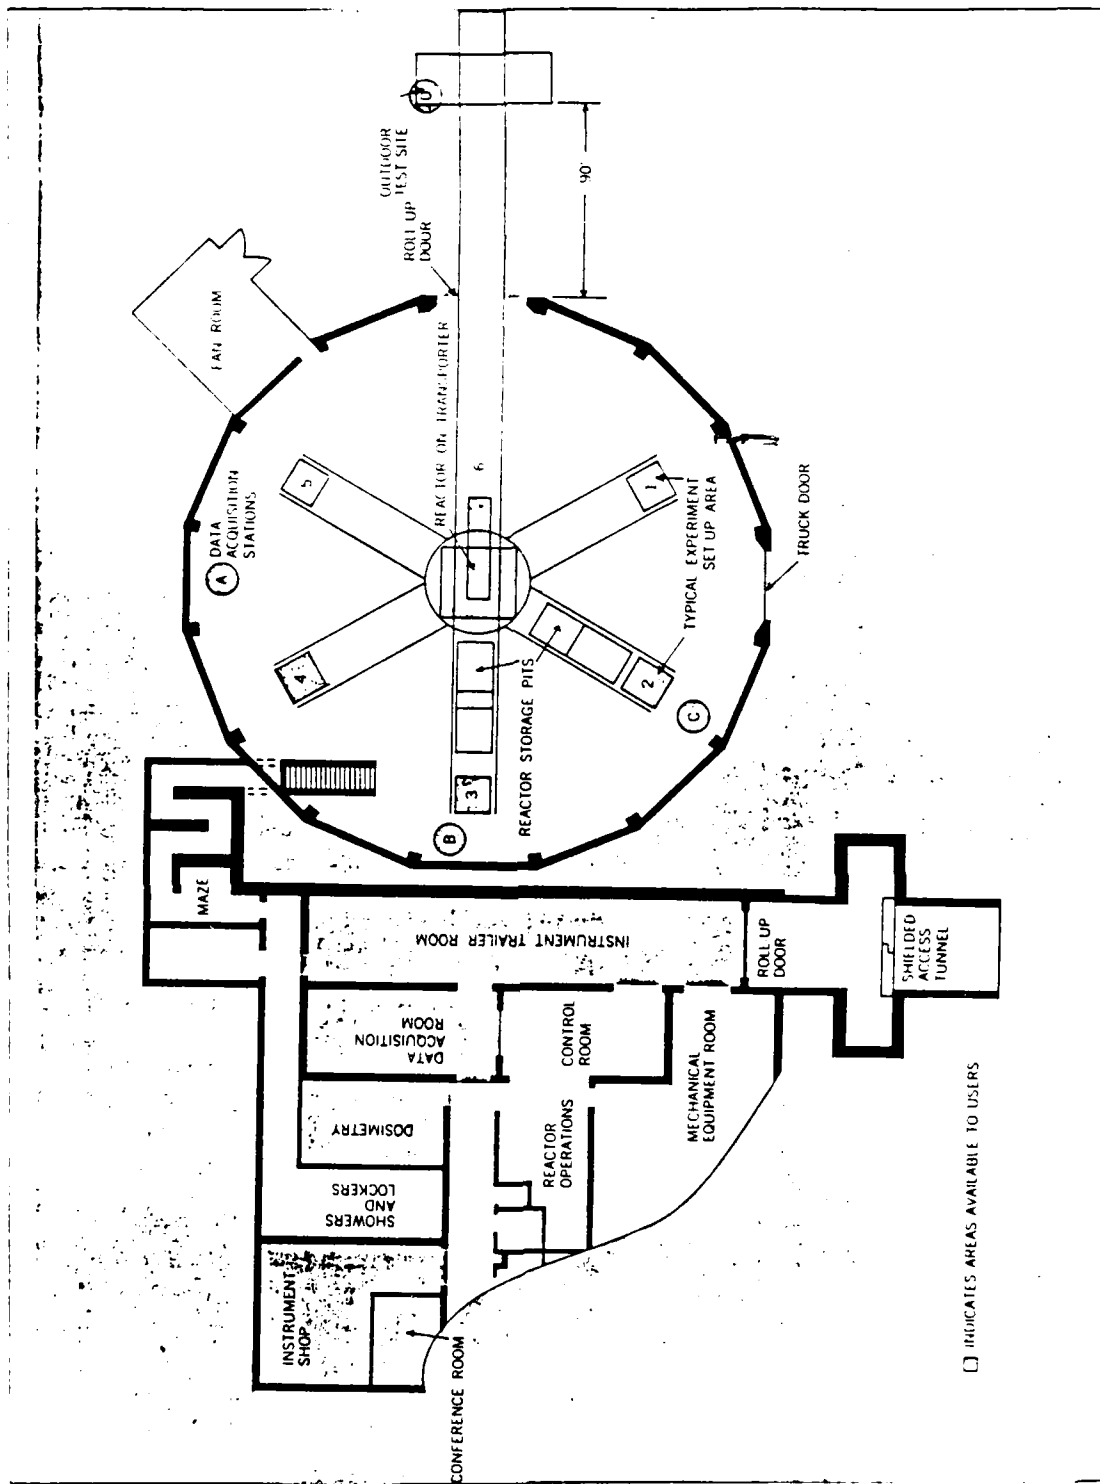 OUTDOOR
TEST SITE
ROLL UP
DOOR
90'
FAN ROOM
REACTOR ON TRANSPORTER
A
DATA
ACQUISITION
STATIONS
5
6
1
TYPICAL EXPERIMENT
SET UP AREA
TRUCK DOOR
4
REACTOR STORAGE PITS
2
C
3
B
MAZE
INSTRUMENT TRAILER ROOM
ROLL UP
DOOR
SHIELDED
ACCESS
TUNNEL
DATA
ACQUISITION
ROOM
CONTROL
ROOM
MECHANICAL
EQUIPMENT ROOM
DOSIMETRY
REACTOR
OPERATIONS
SHOWERS
AND
LOCKERS
INSTRUMENT
SHOP
CONFERENCE ROOM
INDICATES AREAS AVAILABLE TO USERS